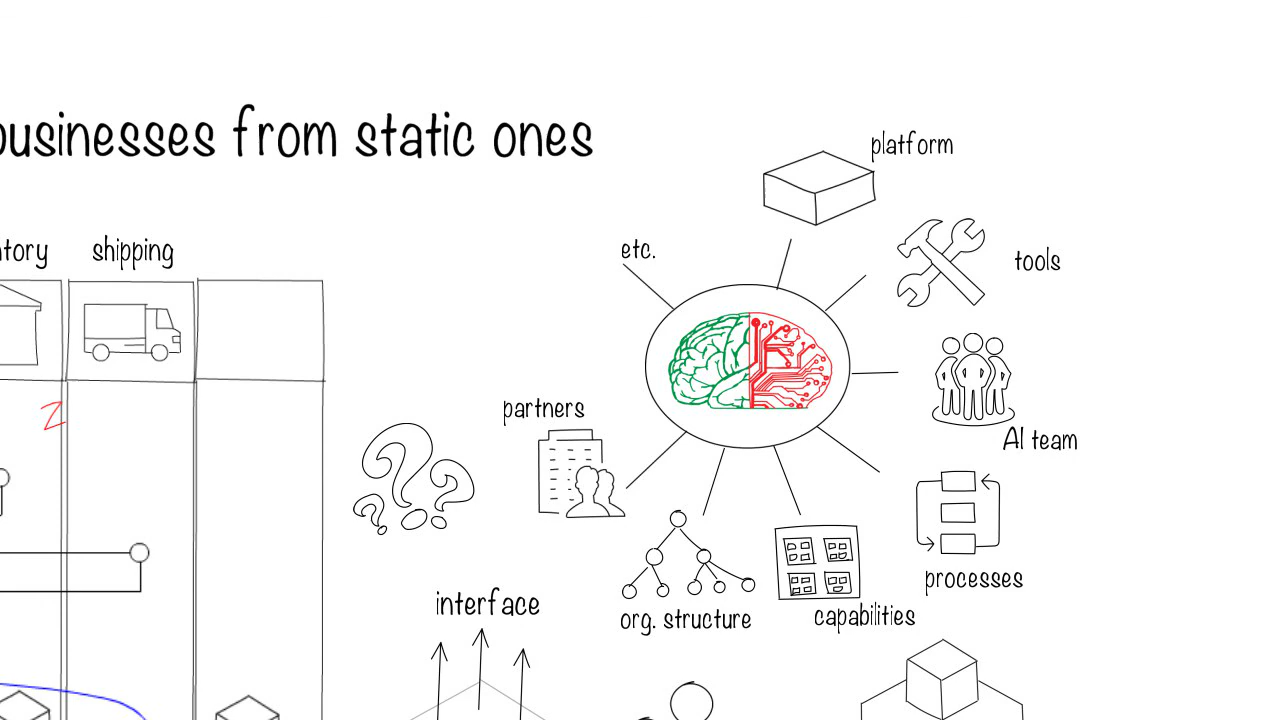 businesses from static ones
platform
etc.
tools
shipping
partners
AI team
processes
interface
org. structure
capabilities